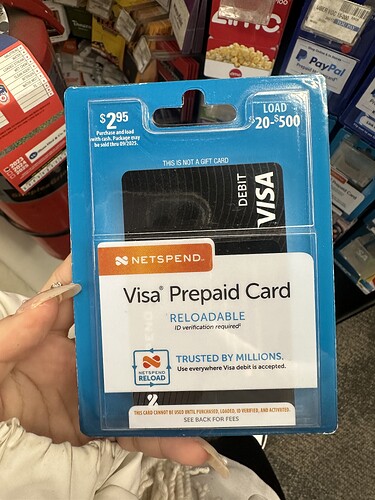 $2.95
Purchase and load
with cash. Package may
be sold thru 09/2025.
LOAD
$20-$500
THIS IS NOT A GIFT CARD
DEBIT
VISA
NETSPEND
Visa® Prepaid Card
RELOADABLE
ID verification required
NETSPEND
RELOAD
TRUSTED BY MILLIONS.
Use everywhere Visa debit is accepted.
THIS CARD CANNOT BE USED UNTIL PURCHASED, LOADED, ID VERIFIED, AND ACTIVATED.
SEE BACK FOR FEES
PayPal